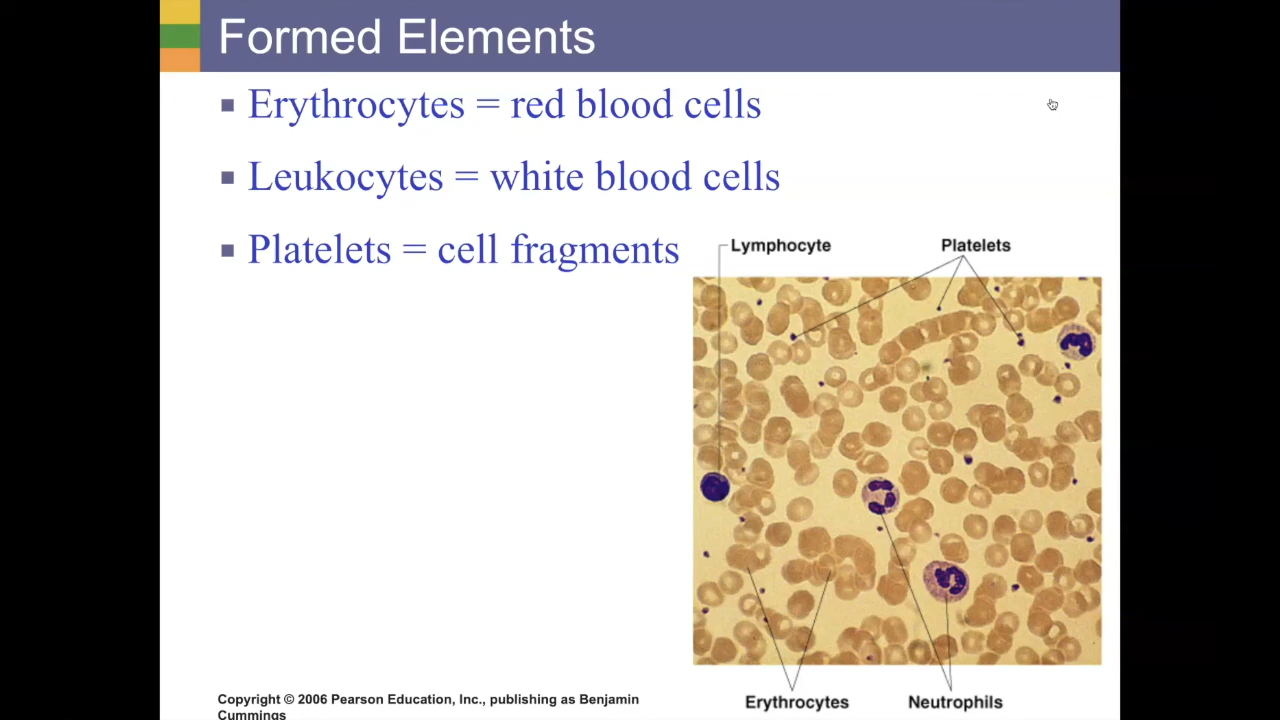 Formed Elements
Erythrocytes = red blood cells
Leukocytes = white blood cells
Platelets = cell fragments
Lymphocyte
Platelets
Erythrocytes
Neutrophils
Copyright © 2006 Pearson Education, Inc., publishing as Benjamin
Cummings